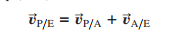 v⃗P/E = v⃗P/A + v⃗A/E